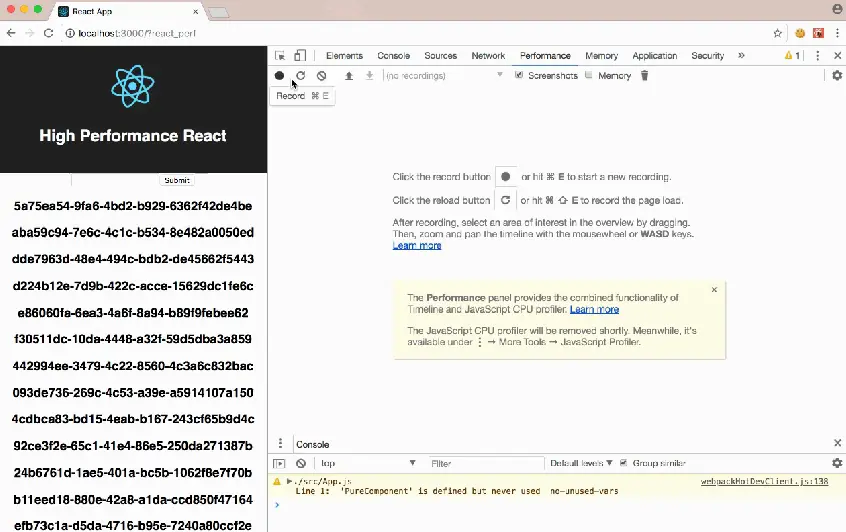 React App
localhost:3000/?react_perf
Elements Console Sources Network Performance Memory Application Security » 1
(no recordings) Screenshots Memory
Record ⌘ E
High Performance React
Submit
5a75ea54-9fa6-4bd2-b929-6362f42de4be
aba59c94-7e6c-4c1c-b534-8e482a0050ed
dde7963d-48e4-494c-bdb2-de45662f5443
d224b12e-7d9b-422c-acce-15629dc1fe6c
e86060fa-6ea3-4a6f-8a94-b89f9febee62
f30511dc-10da-4448-a32f-59d5dba3a859
442994ee-3479-4c22-8560-4c3a6c832bac
093de736-269c-4c53-a39e-a5914107a150
4cdbca83-bd15-4eab-b167-243cf65b9d4c
92ce3f2e-65c1-41e4-86e5-250da271387b
24b6761d-1ae5-401a-bc5b-1062f8e7f70b
b11eed18-880e-42a8-a1da-ccd850f47164
efb73c1a-d5da-4716-b95e-7240a80ccf2e
Click the record button or hit ⌘ E to start a new recording.
Click the reload button or hit ⌘ ⇧ E to record the page load.
After recording, select an area of interest in the overview by dragging.
Then, zoom and pan the timeline with the mousewheel or WASD keys.
Learn more
The Performance panel provides the combined functionality of
Timeline and JavaScript CPU profiler. Learn more
The JavaScript CPU profiler will be removed shortly. Meanwhile, it's
available under ⋮ → More Tools → JavaScript Profiler.
Console
top Filter Default levels ▼ Group similar
./src/App.js webpackHotDevClient.js:138
Line 1: 'PureComponent' is defined but never used no-unused-vars